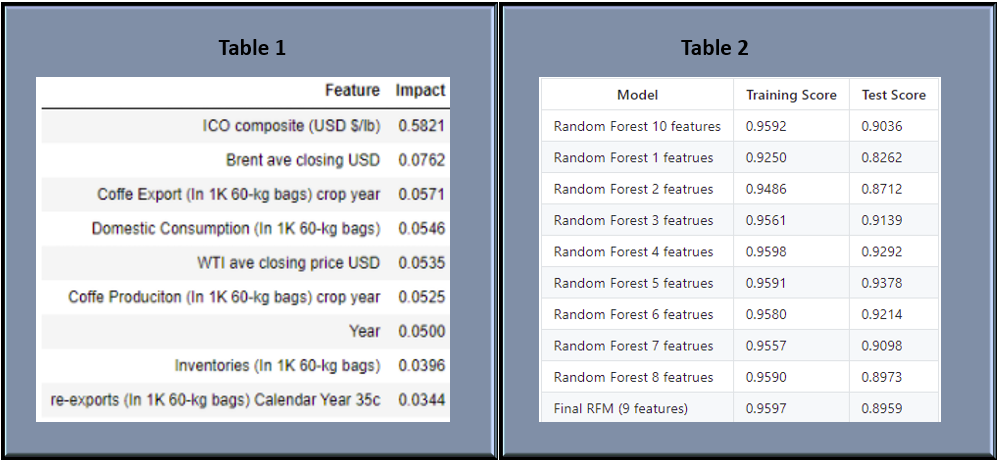 Table 1
Feature Impact
ICO composite (USD $/lb) 0.5821
Brent ave closing USD 0.0762
Coffe Export (In 1K 60-kg bags) crop year 0.0571
Domestic Consumption (In 1K 60-kg bags) 0.0546
WTI ave closing price USD 0.0535
Coffe Produciton (In 1K 60-kg bags) crop year 0.0525
Year 0.0500
Inventories (In 1K 60-kg bags) 0.0396
re-exports (In 1K 60-kg bags) Calendar Year 35c 0.0344
Table 2
Model Training Score Test Score
Random Forest 10 features 0.9592 0.9036
Random Forest 1 featrues 0.9250 0.8262
Random Forest 2 featrues 0.9486 0.8712
Random Forest 3 featrues 0.9561 0.9139
Random Forest 4 featrues 0.9598 0.9292
Random Forest 5 featrues 0.9591 0.9378
Random Forest 6 featrues 0.9580 0.9214
Random Forest 7 featrues 0.9557 0.9098
Random Forest 8 featrues 0.9590 0.8973
Final RFM (9 features) 0.9597 0.8959